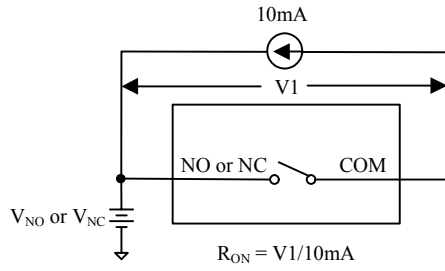 10mA
V1
NO or NC COM
V_NO or V_NC
R_ON = V1/10mA